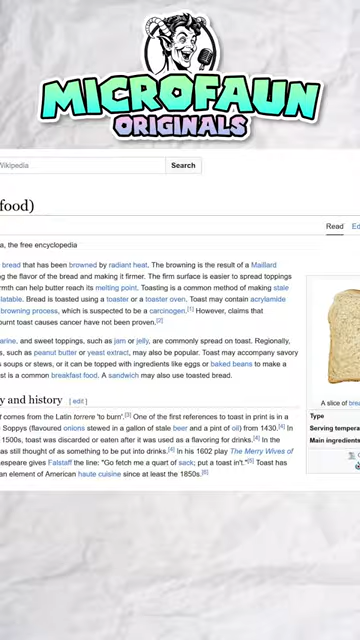 MICROFAUN
ORIGINALS
Wikipedia
Search
food)
Read
a, the free encyclopedia
bread that has been browned by radiant heat. The browning is the result of a Maillard
ng the flavor of the bread and making it firmer. The firm surface is easier to spread toppings
rmth can help butter reach its melting point. Toasting is a common method of making stale
latable. Bread is toasted using a toaster or a toaster oven. Toast may contain acrylamide
browning process, which is suspected to be a carcinogen.[1] However, claims that
burnt toast causes cancer have not been proven.[2]
arine, and sweet toppings, such as jam or jelly, are commonly spread on toast. Regionally,
s, such as peanut butter or yeast extract, may also be popular. Toast may accompany savory
s soups or stews, or it can be topped with ingredients like eggs or baked beans to make a
st is a common breakfast food. A sandwich may also use toasted bread.
y and history [ edit ]
t comes from the Latin torrere 'to burn'.[3] One of the first references to toast in print is in a
Soppys (flavoured onions stewed in a gallon of stale beer and a pint of oil) from 1430.[4] In
1500s, toast was discarded or eaten after it was used as a flavoring for drinks.[4] In the
as still thought of as something to be put into drinks.[4] In his 1602 play The Merry Wives of
espeare gives Falstaff the line: "Go fetch me a quart of sack; put a toast in't."[5] Toast has
an element of American haute cuisine since at least the 1850s.[6]
A slice of brea
Type
Serving tempera
Main ingredients